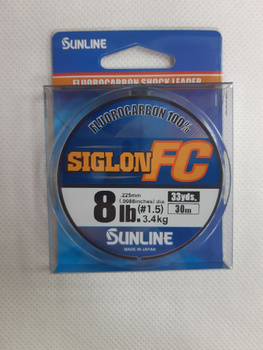 SUNLINE
FLUOROCARBON SHOCK LEADER
FLUOROCARBON 100%
SIGLON FC
.225mm
.0088inches/dia
33yds.
30m
8lb.
(#1.5)
3.4kg
SUNLINE
MADE IN JAPAN